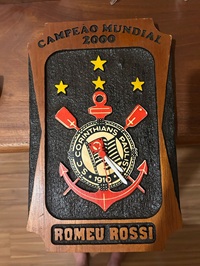 CAMPEÃO MUNDIAL
2000
S. C. CORINTHIANS PAULISTA
1910
ROMEU ROSSI